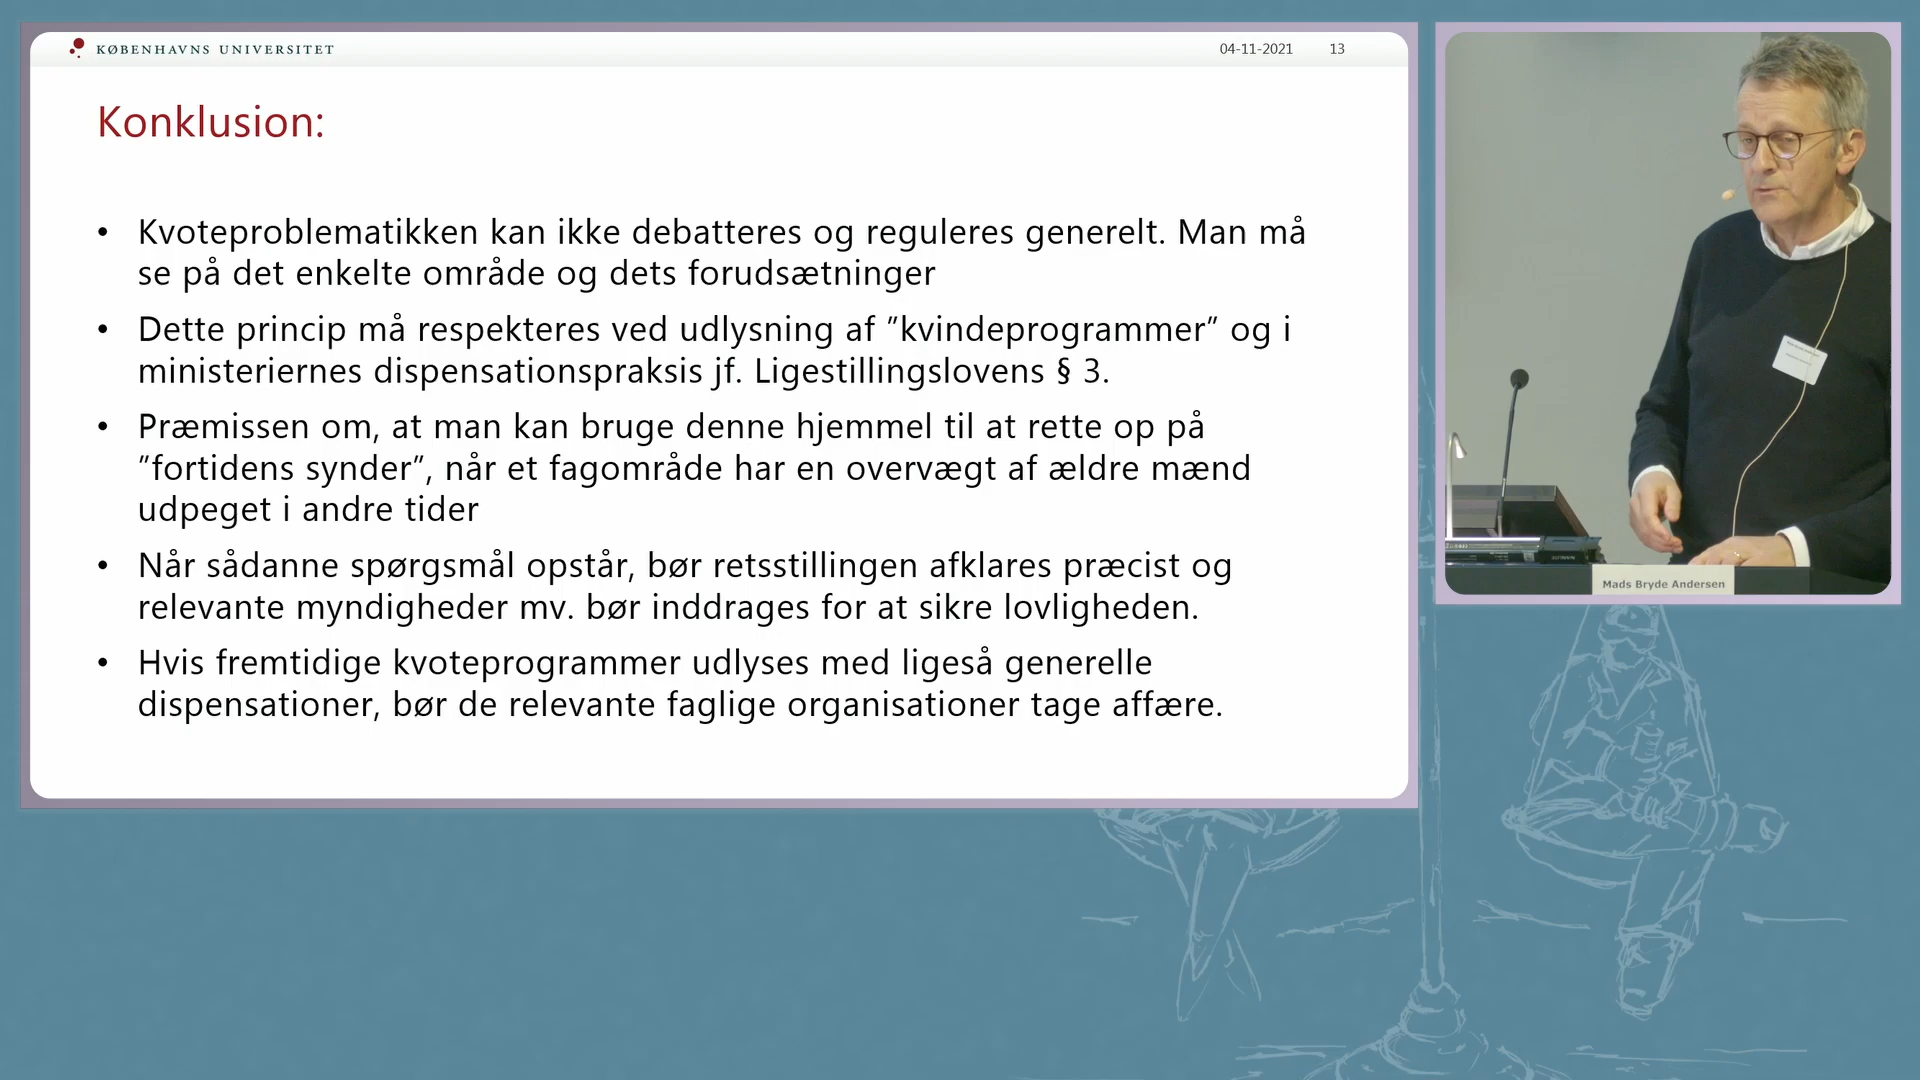 KØBENHAVNS UNIVERSITET
04-11-2021 13
Konklusion:
• Kvoteproblematikken kan ikke debatteres og reguleres generelt. Man må
se på det enkelte område og dets forudsætninger
• Dette princip må respekteres ved udlysning af ”kvindeprogrammer” og i
ministeriernes dispensationspraksis jf. Ligestillingslovens § 3.
• Præmissen om, at man kan bruge denne hjemmel til at rette op på
”fortidens synder”, når et fagområde har en overvægt af ældre mænd
udpeget i andre tider
• Når sådanne spørgsmål opstår, bør retsstillingen afklares præcist og
relevante myndigheder mv. bør inddrages for at sikre lovligheden.
• Hvis fremtidige kvoteprogrammer udlyses med ligeså generelle
dispensationer, bør de relevante faglige organisationer tage affære.
Mads Bryde Andersen